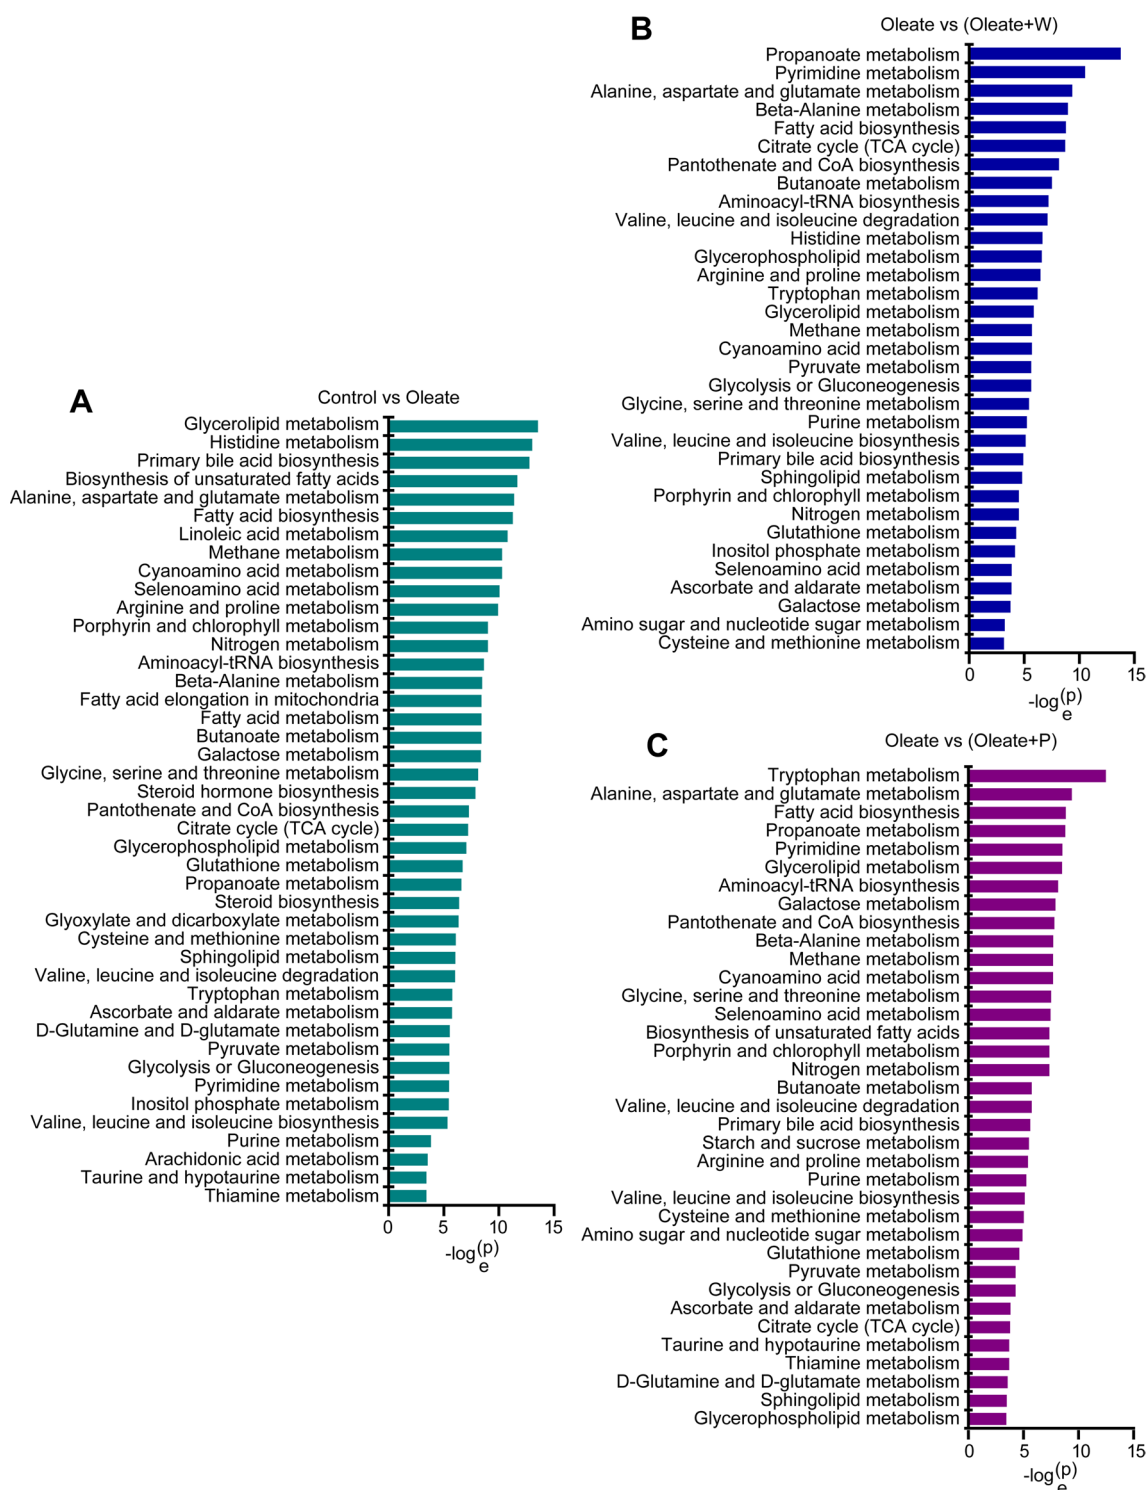 A
Control vs Oleate
Glycerolipid metabolism
Histidine metabolism
Primary bile acid biosynthesis
Biosynthesis of unsaturated fatty acids
Alanine, aspartate and glutamate metabolism
Fatty acid biosynthesis
Linoleic acid metabolism
Methane metabolism
Cyanoamino acid metabolism
Selenoamino acid metabolism
Arginine and proline metabolism
Porphyrin and chlorophyll metabolism
Nitrogen metabolism
Aminoacyl-tRNA biosynthesis
Beta-Alanine metabolism
Fatty acid elongation in mitochondria
Fatty acid metabolism
Butanoate metabolism
Galactose metabolism
Glycine, serine and threonine metabolism
Steroid hormone biosynthesis
Pantothenate and CoA biosynthesis
Citrate cycle (TCA cycle)
Glycerophospholipid metabolism
Glutathione metabolism
Propanoate metabolism
Steroid biosynthesis
Glyoxylate and dicarboxylate metabolism
Cysteine and methionine metabolism
Sphingolipid metabolism
Valine, leucine and isoleucine degradation
Tryptophan metabolism
Ascorbate and aldarate metabolism
D-Glutamine and D-glutamate metabolism
Pyruvate metabolism
Glycolysis or Gluconeogenesis
Pyrimidine metabolism
Inositol phosphate metabolism
Valine, leucine and isoleucine biosynthesis
Purine metabolism
Arachidonic acid metabolism
Taurine and hypotaurine metabolism
Thiamine metabolism
0 5 10 15
-log e (p)
B
Oleate vs (Oleate+W)
Propanoate metabolism
Pyrimidine metabolism
Alanine, aspartate and glutamate metabolism
Beta-Alanine metabolism
Fatty acid biosynthesis
Citrate cycle (TCA cycle)
Pantothenate and CoA biosynthesis
Butanoate metabolism
Aminoacyl-tRNA biosynthesis
Valine, leucine and isoleucine degradation
Histidine metabolism
Glycerophospholipid metabolism
Arginine and proline metabolism
Tryptophan metabolism
Glycerolipid metabolism
Methane metabolism
Cyanoamino acid metabolism
Pyruvate metabolism
Glycolysis or Gluconeogenesis
Glycine, serine and threonine metabolism
Purine metabolism
Valine, leucine and isoleucine biosynthesis
Primary bile acid biosynthesis
Sphingolipid metabolism
Porphyrin and chlorophyll metabolism
Nitrogen metabolism
Glutathione metabolism
Inositol phosphate metabolism
Selenoamino acid metabolism
Ascorbate and aldarate metabolism
Galactose metabolism
Amino sugar and nucleotide sugar metabolism
Cysteine and methionine metabolism
0 5 10 15
-log e (p)
C
Oleate vs (Oleate+P)
Tryptophan metabolism
Alanine, aspartate and glutamate metabolism
Fatty acid biosynthesis
Propanoate metabolism
Pyrimidine metabolism
Glycerolipid metabolism
Aminoacyl-tRNA biosynthesis
Galactose metabolism
Pantothenate and CoA biosynthesis
Beta-Alanine metabolism
Methane metabolism
Cyanoamino acid metabolism
Glycine, serine and threonine metabolism
Selenoamino acid metabolism
Biosynthesis of unsaturated fatty acids
Porphyrin and chlorophyll metabolism
Nitrogen metabolism
Butanoate metabolism
Valine, leucine and isoleucine degradation
Primary bile acid biosynthesis
Starch and sucrose metabolism
Arginine and proline metabolism
Purine metabolism
Valine, leucine and isoleucine biosynthesis
Cysteine and methionine metabolism
Amino sugar and nucleotide sugar metabolism
Glutathione metabolism
Pyruvate metabolism
Glycolysis or Gluconeogenesis
Ascorbate and aldarate metabolism
Citrate cycle (TCA cycle)
Taurine and hypotaurine metabolism
Thiamine metabolism
D-Glutamine and D-glutamate metabolism
Sphingolipid metabolism
Glycerophospholipid metabolism
0 5 10 15
-log e (p)